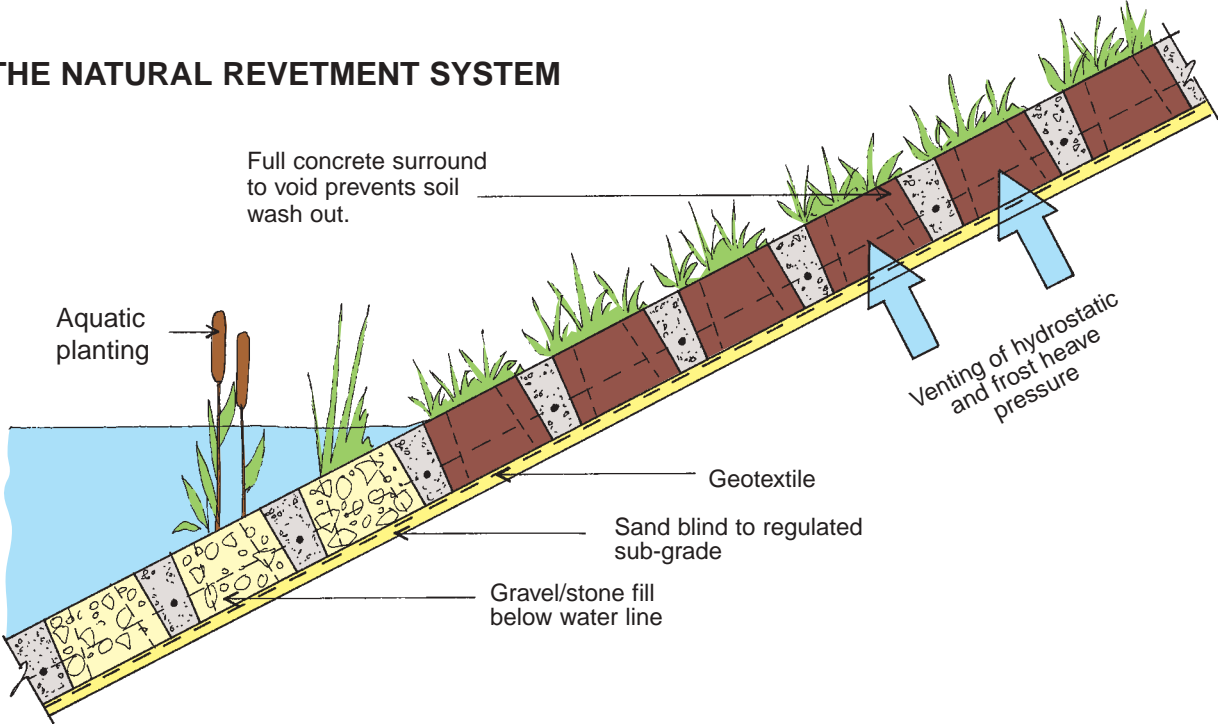 THE NATURAL REVETMENT SYSTEM
Full concrete surround
to void prevents soil
wash out.
Aquatic
planting
Venting of hydrostatic
and frost heave
pressure
Geotextile
Sand blind to regulated
sub-grade
Gravel/stone fill
below water line